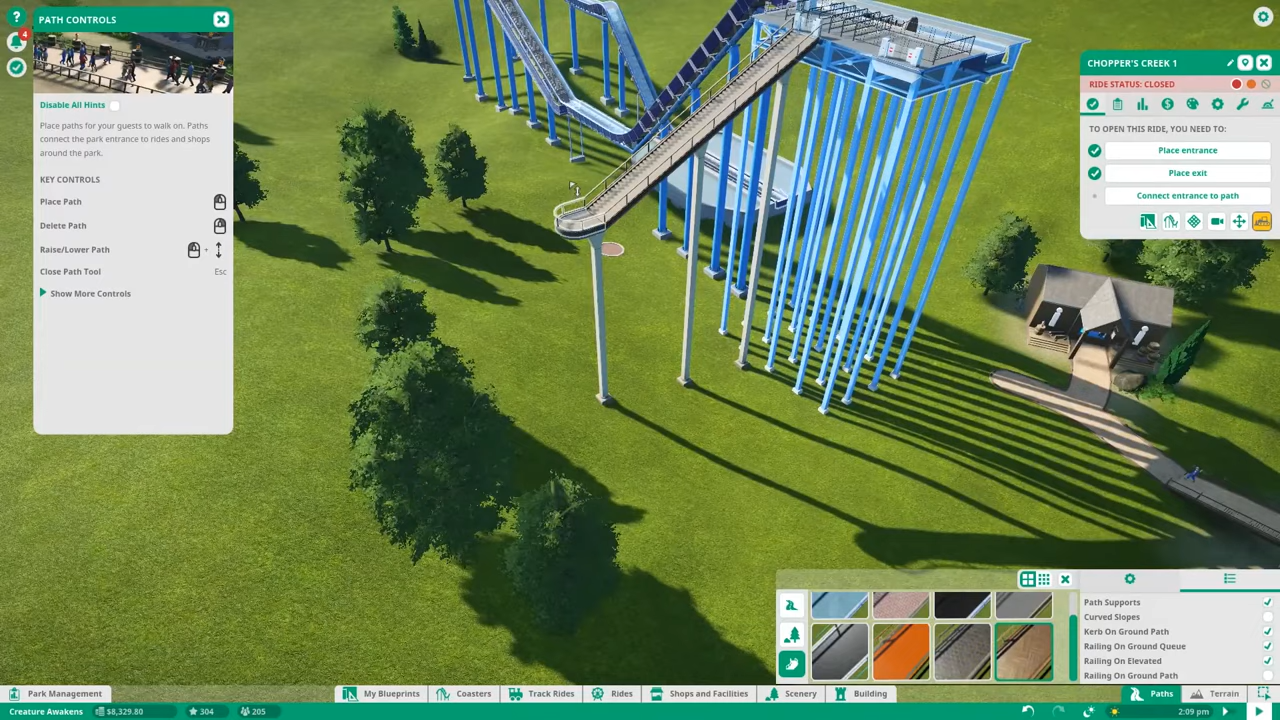 PATH CONTROLS
4
Disable All Hints
Place paths for your guests to walk on. Paths
connect the park entrance to rides and shops
around the park.
KEY CONTROLS
Place Path
Delete Path
Raise/Lower Path +
Close Path Tool Esc
Show More Controls
CHOPPER'S CREEK 1
RIDE STATUS: CLOSED
TO OPEN THIS RIDE, YOU NEED TO:
Place entrance
Place exit
Connect entrance to path
Path Supports
Curved Slopes
Kerb On Ground Path
Railing On Ground Queue
Railing On Elevated
Railing On Ground Path
Park Management
My Blueprints
Coasters
Track Rides
Rides
Shops and Facilities
Scenery
Building
Paths
Terrain
Creature Awakens
$8,329.80
304
205
2:09 pm